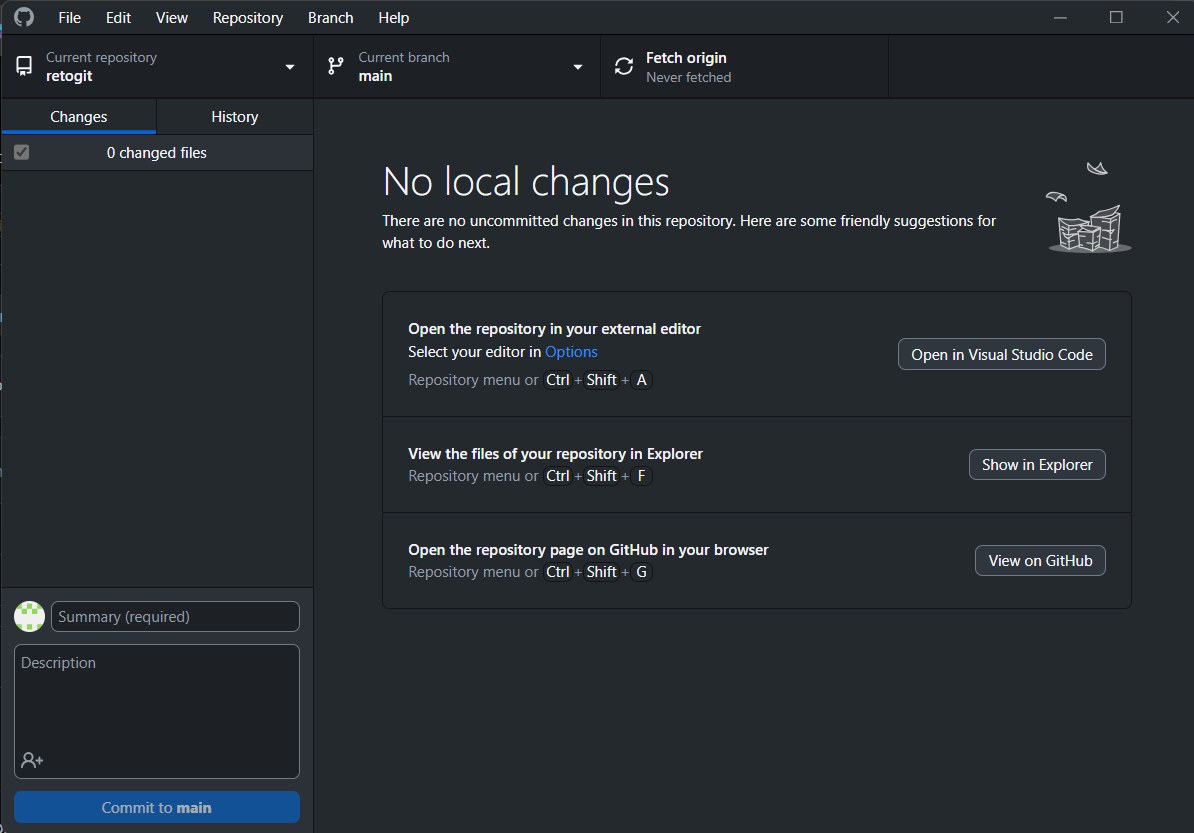 File Edit View Repository Branch Help
Current repository
retogit
Current branch
main
Fetch origin
Never fetched
Changes
History
0 changed files
No local changes
There are no uncommitted changes in this repository. Here are some friendly suggestions for
what to do next.
Open the repository in your external editor
Select your editor in Options
Repository menu or Ctrl + Shift + A
Open in Visual Studio Code
View the files of your repository in Explorer
Repository menu or Ctrl + Shift + F
Show in Explorer
Open the repository page on GitHub in your browser
Repository menu or Ctrl + Shift + G
View on GitHub
Summary (required)
Description
Commit to main